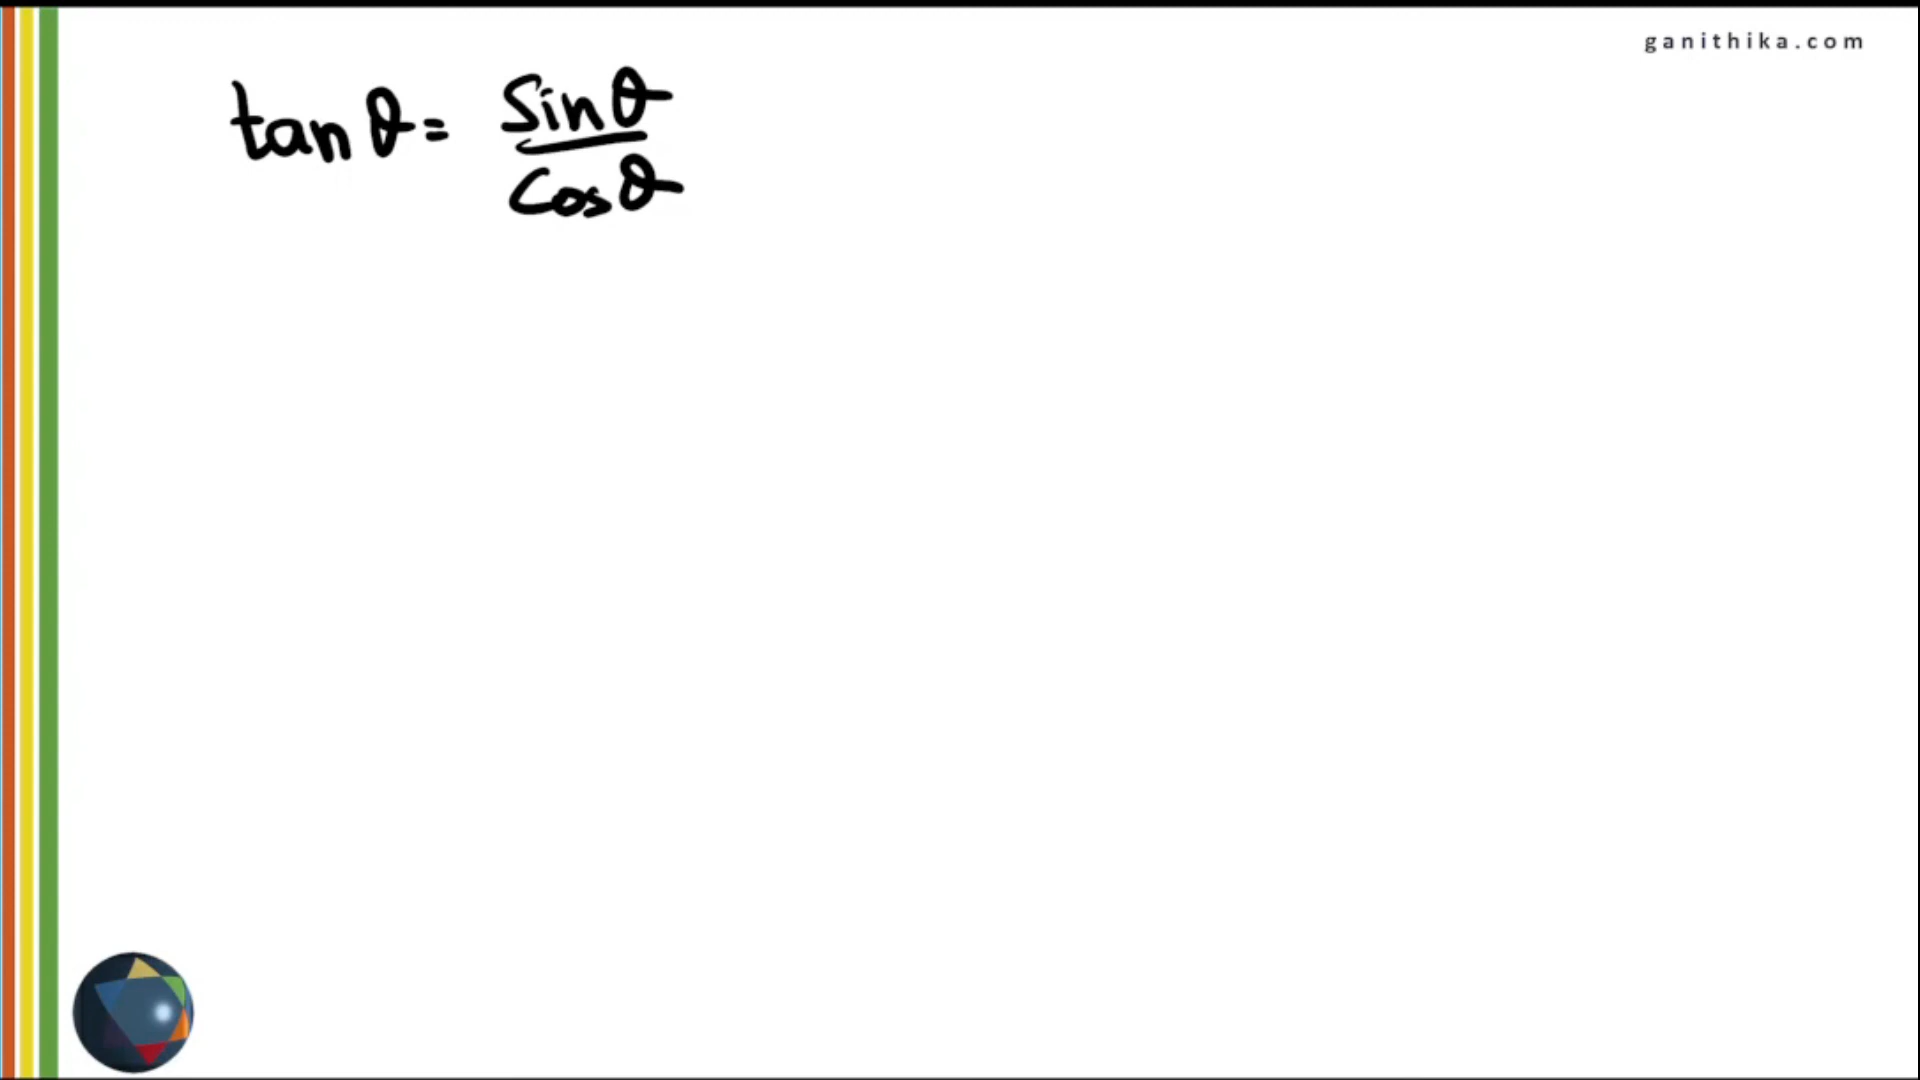 ganithika.com
tan θ = sin θ / cos θ